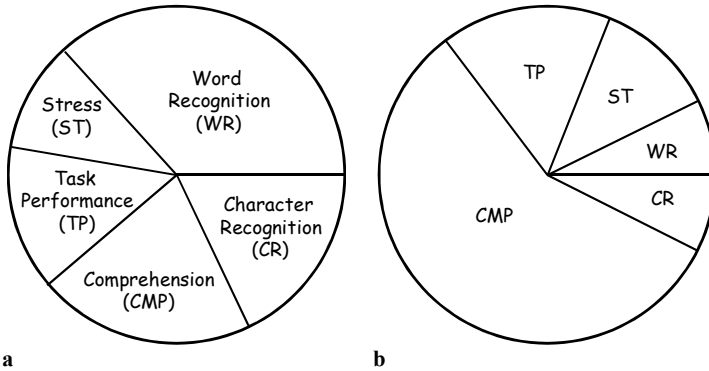 Word
Recognition
(WR)
Stress
(ST)
Task
Performance
(TP)
Character
Recognition
(CR)
Comprehension
(CMP)
a
TP
ST
WR
CR
CMP
b